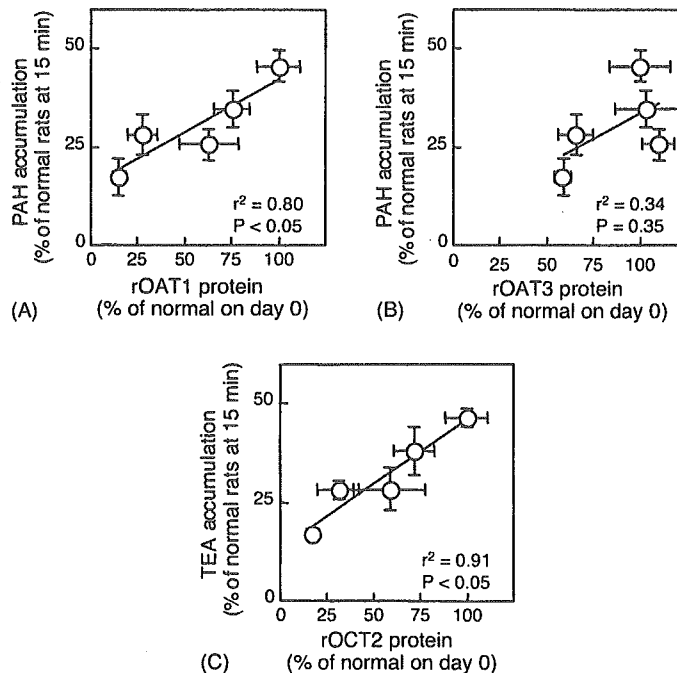 PAH accumulation
(% of normal rats at 15 min)
50
25
0
r² = 0.80
P < 0.05
0 25 50 75 100
rOAT1 protein
(% of normal on day 0)
(A)
PAH accumulation
(% of normal rats at 15 min)
50
25
0
r² = 0.34
P = 0.35
0 25 50 75 100
rOAT3 protein
(% of normal on day 0)
(B)
TEA accumulation
(% of normal rats at 15 min)
50
25
0
r² = 0.91
P < 0.05
0 25 50 75 100
rOCT2 protein
(% of normal on day 0)
(C)